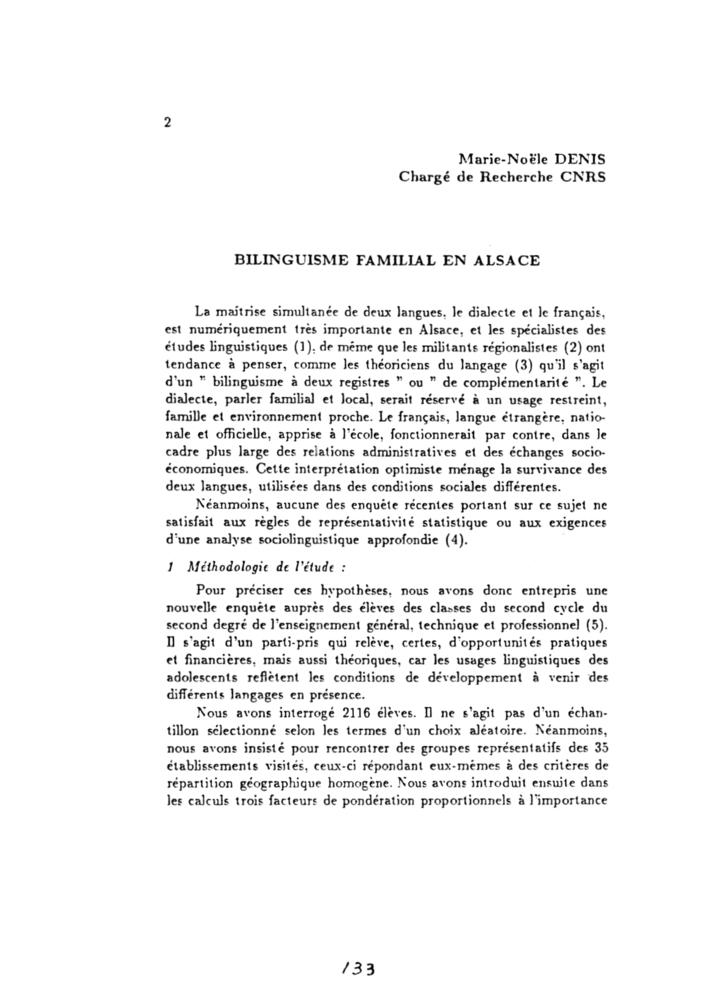 2
Marie-Noële DENIS
Chargé de Recherche CNRS
BILINGUISME FAMILIAL EN ALSACE
La maîtrise simultanée de deux langues, le dialecte et le français,
est numériquement très importante en Alsace, et les spécialistes des
études linguistiques (1), de même que les militants régionalistes (2) ont
tendance à penser, comme les théoriciens du langage (3) qu'il s'agit
d'un " bilinguisme à deux registres " ou " de complémentarité ". Le
dialecte, parler familial et local, serait réservé à un usage restreint,
famille et environnement proche. Le français, langue étrangère, natio-
nale et officielle, apprise à l'école, fonctionnerait par contre, dans le
cadre plus large des relations administratives et des échanges socio-
économiques. Cette interprétation optimiste ménage la survivance des
deux langues, utilisées dans des conditions sociales différentes.
Néanmoins, aucune des enquête récentes portant sur ce sujet ne
satisfait aux règles de représentativité statistique ou aux exigences
d'une analyse sociolinguistique approfondie (4).
1 Méthodologie de l'étude :
Pour préciser ces hypothèses, nous avons donc entrepris une
nouvelle enquête auprès des élèves des classes du second cycle du
second degré de l'enseignement général, technique et professionnel (5).
Il s'agit d'un parti-pris qui relève, certes, d'opportunités pratiques
et financières, mais aussi théoriques, car les usages linguistiques des
adolescents reflètent les conditions de développement à venir des
différents langages en présence.
Nous avons interrogé 2116 élèves. Il ne s'agit pas d'un échan-
tillon sélectionné selon les termes d'un choix aléatoire. Néanmoins,
nous avons insisté pour rencontrer des groupes représentatifs des 35
établissements visités, ceux-ci répondant eux-mêmes à des critères de
répartition géographique homogène. Nous avons introduit ensuite dans
les calculs trois facteurs de pondération proportionnels à l'importance
133